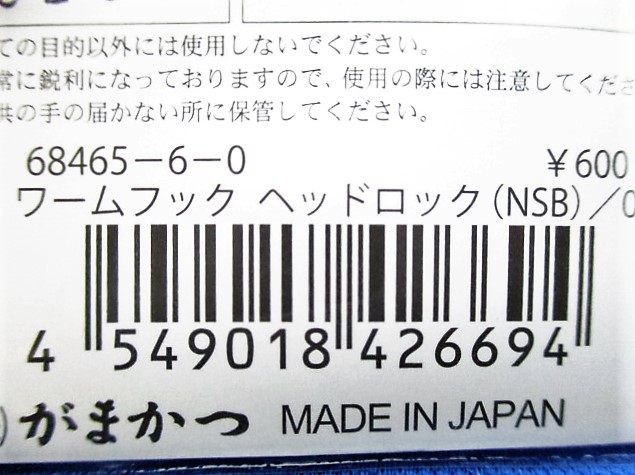 ての目的以外には使用しないでください。
常に鋭利になっておりますので、使用の際には注意してくださ
供の手の届かない所に保管してください。
68465-6-0 ¥600
ワームフック ヘッドロック(NSB)/0
4 549018 426694
)がまかつ MADE IN JAPAN